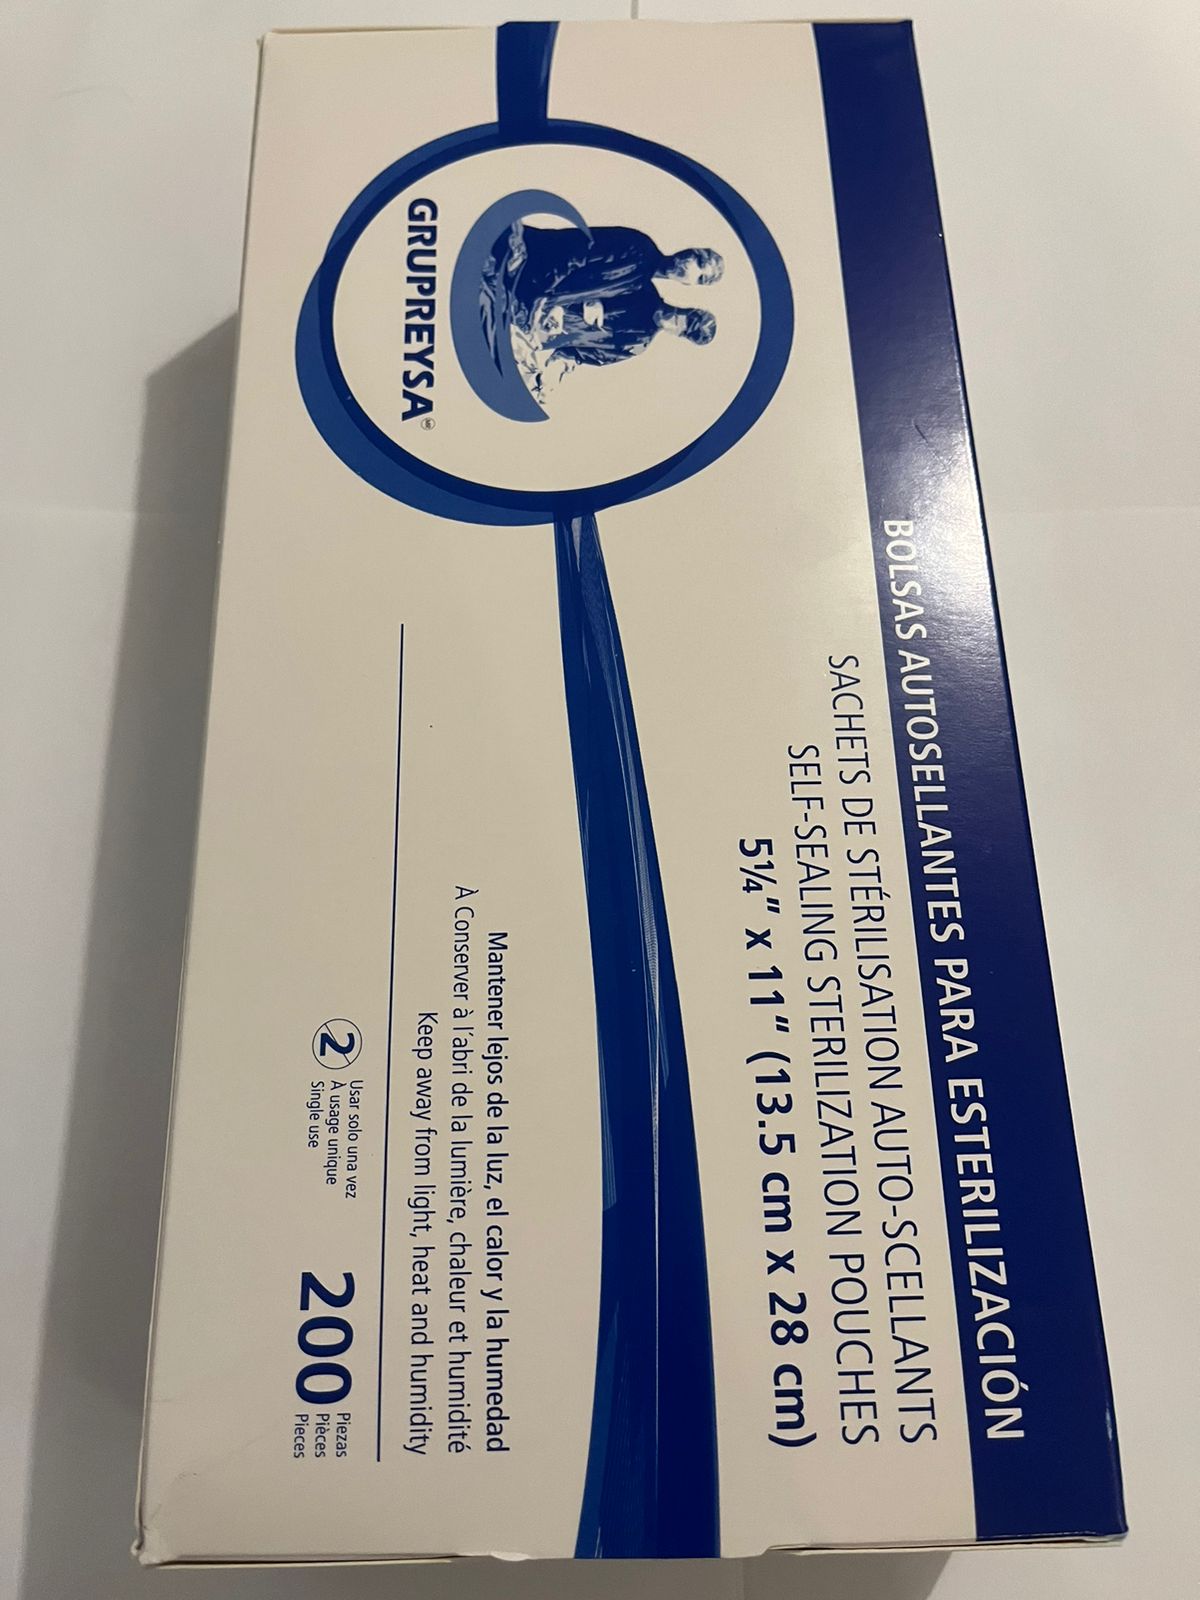 BOLSAS AUTOSELLANTES PARA ESTERILIZACIÓN
SACHETS DE STÉRILISATION AUTO-SCELLANTS
SELF-SEALING STERILIZATION POUCHES
5¼" x 11" (13.5 cm x 28 cm)
GRUPREYSA
Mantener lejos de la luz, el calor y la humedad
À Conserver à l´abri de la lumière, chaleur et humidité
Keep away from light, heat and humidity
2
Usar solo una vez
À usage unique
Single use
200
Piezas
Pièces
Pieces